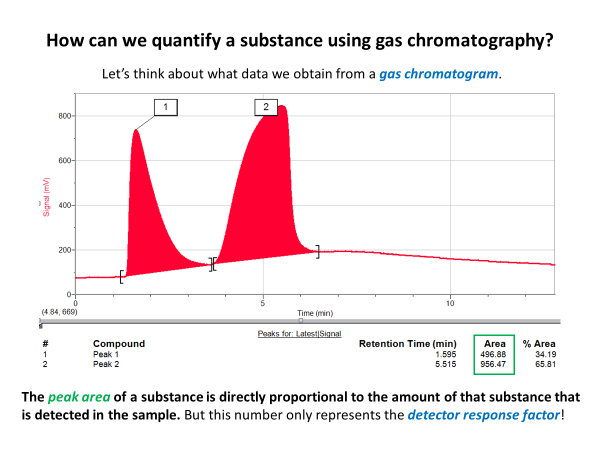 How can we quantify a substance using gas chromatography?
Let's think about what data we obtain from a gas chromatogram.
1
2
800
600
400
200
0
Signal (mV)
0
5
10
(4.84, 669)
Time (min)
Peaks for: Latest|Signal
# Compound Retention Time (min) Area % Area
1 Peak 1 1.595 496.88 34.19
2 Peak 2 5.515 956.47 65.81
The peak area of a substance is directly proportional to the amount of that substance that
is detected in the sample. But this number only represents the detector response factor!